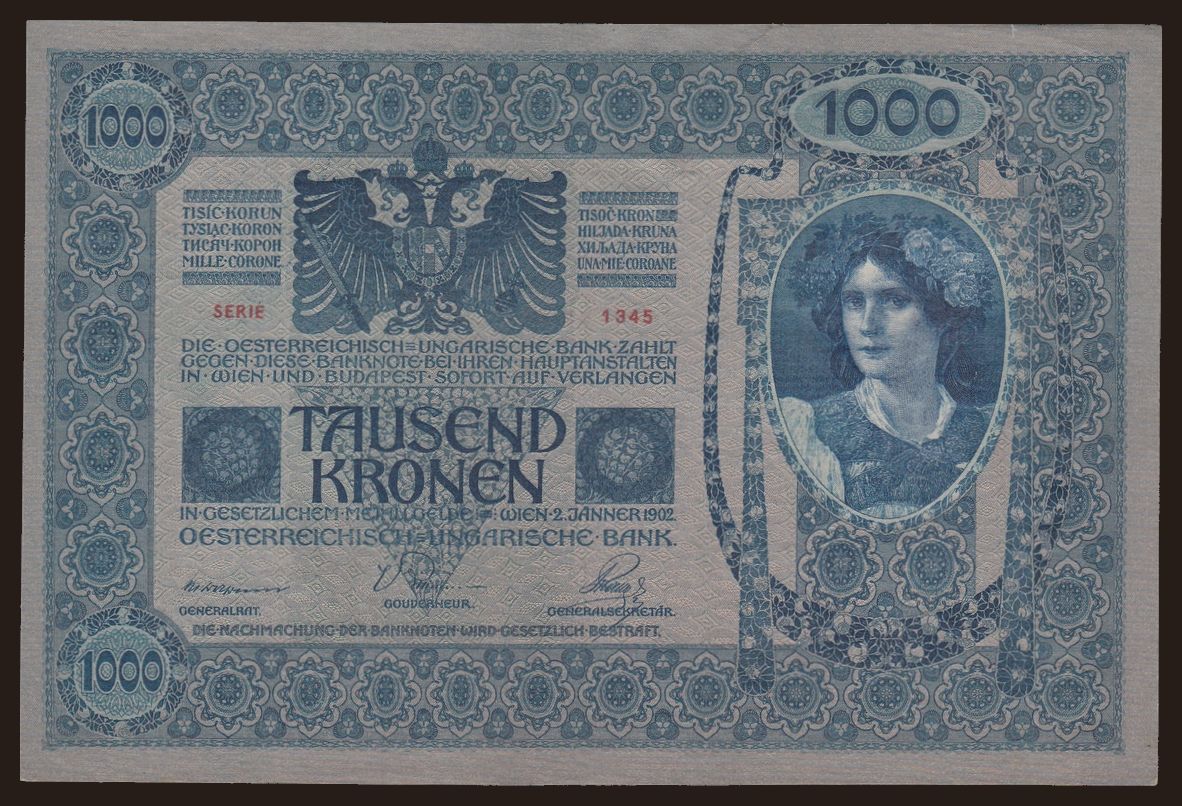 1000
1000
TISÍC·KORUN
TYSIĄC·KORON
ТИСЯЧ·КОРОН
MILLE·CORONE
TISOČ·KRON
HILJADA·KRUNA
ХИЉАДА·КРУНА
UNA·MIE·COROANE
SERIE
1345
DIE·OESTERREICHISCH=UNGARISCHE·BANK·ZAHLT
GEGEN·DIESE·BANKNOTE·BEI·IHREN·HAUPTANSTALTEN
IN·WIEN·UND·BUDAPEST·SOFORT·AUF·VERLANGEN
TAUSEND
KRONEN
IN·GESETZLICHEM·METALLGELDE=WIEN·2·JÄNNER·1902.
OESTERREICHISCH=UNGARISCHE·BANK.
GENERALRAT.
GOUVERNEUR.
GENERALSEKRETÄR.
DIE·NACHMACHUNG·DER·BANKNOTEN·WIRD·GESETZLICH·BESTRAFT.
1000